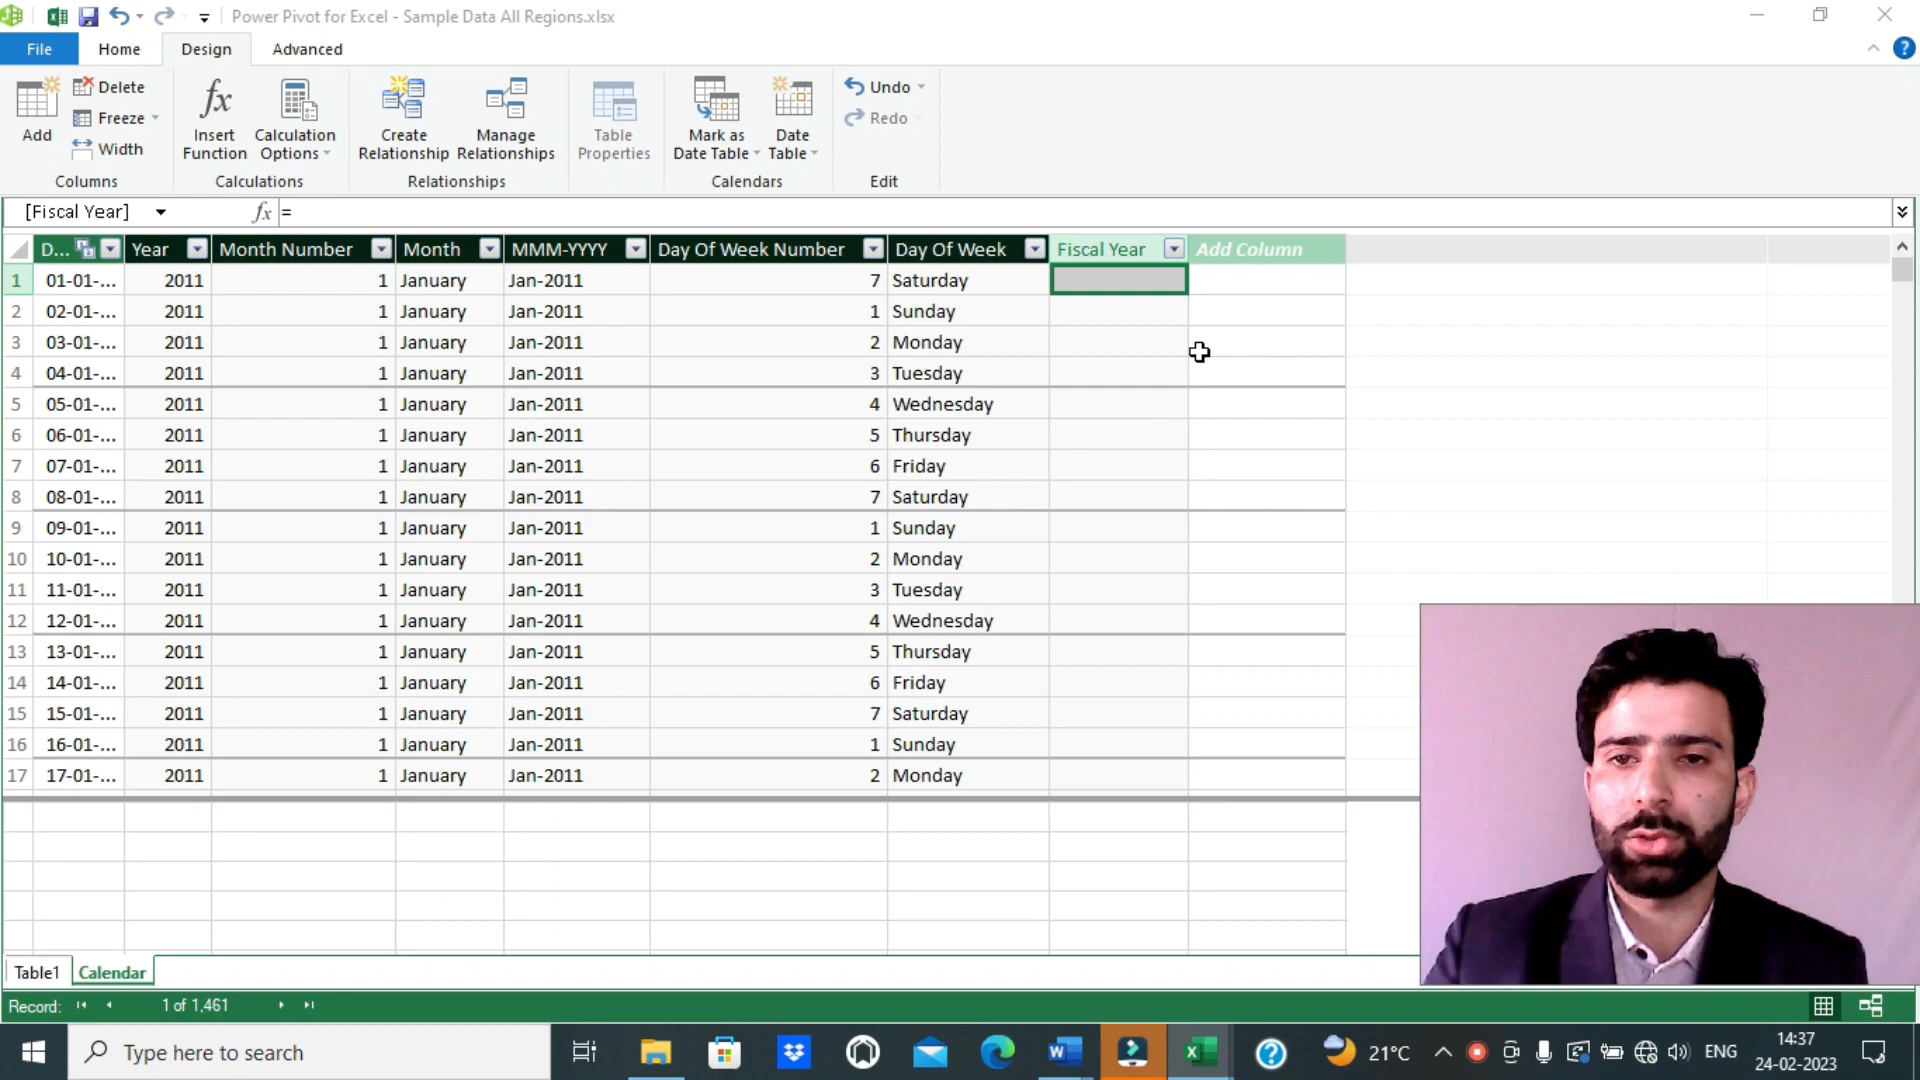 Power Pivot for Excel - Sample Data All Regions.xlsx
File Home Design Advanced
Add
Delete
Freeze
Width
Columns
Insert Function
Calculation Options
Calculations
Create Relationship
Manage Relationships
Relationships
Table Properties
Mark as Date Table
Date Table
Calendars
Undo
Redo
Edit
[Fiscal Year] fx =
D... Year Month Number Month MMM-YYYY Day Of Week Number Day Of Week Fiscal Year Add Column
1 01-01-... 2011 1 January Jan-2011 7 Saturday
2 02-01-... 2011 1 January Jan-2011 1 Sunday
3 03-01-... 2011 1 January Jan-2011 2 Monday
4 04-01-... 2011 1 January Jan-2011 3 Tuesday
5 05-01-... 2011 1 January Jan-2011 4 Wednesday
6 06-01-... 2011 1 January Jan-2011 5 Thursday
7 07-01-... 2011 1 January Jan-2011 6 Friday
8 08-01-... 2011 1 January Jan-2011 7 Saturday
9 09-01-... 2011 1 January Jan-2011 1 Sunday
10 10-01-... 2011 1 January Jan-2011 2 Monday
11 11-01-... 2011 1 January Jan-2011 3 Tuesday
12 12-01-... 2011 1 January Jan-2011 4 Wednesday
13 13-01-... 2011 1 January Jan-2011 5 Thursday
14 14-01-... 2011 1 January Jan-2011 6 Friday
15 15-01-... 2011 1 January Jan-2011 7 Saturday
16 16-01-... 2011 1 January Jan-2011 1 Sunday
17 17-01-... 2011 1 January Jan-2011 2 Monday
Table1 Calendar
Record: 1 of 1,461
Type here to search
21°C ENG
14:37
24-02-2023